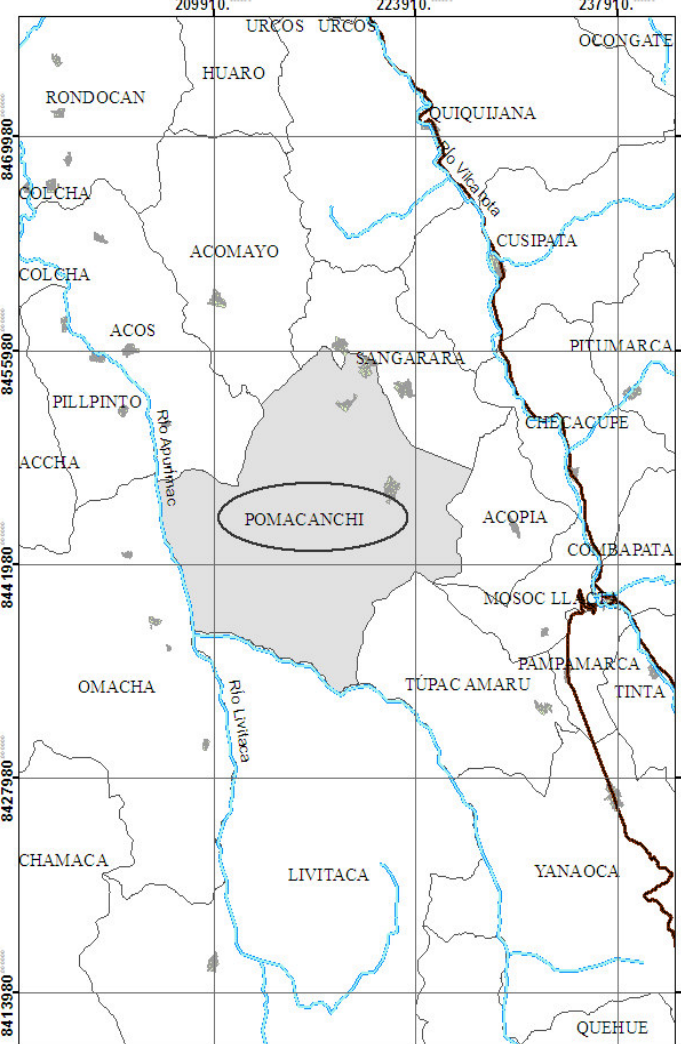 209910. 223910. 237910.
URCOS URCOS
OCONGATE
HUARO
RONDOCAN
QUIQUIJANA
8469980
Río Vilcanota
COLCHA
CUSIPATA
ACOMAYO
COLCHA
ACOS
8455980
PITUMARCA
SANGARARA
PILLPINTO
CHECACUPE
Río Apurimac
ACCHA
POMACANCHI
ACOPIA
COMBAPATA
8441980
MOSOC LLACTA
PAMPAMARCA
OMACHA
TÚPAC AMARU
TINTA
Río Livitaca
8427980
CHAMACA
LIVITACA
YANAOCA
8413980
QUEHUE